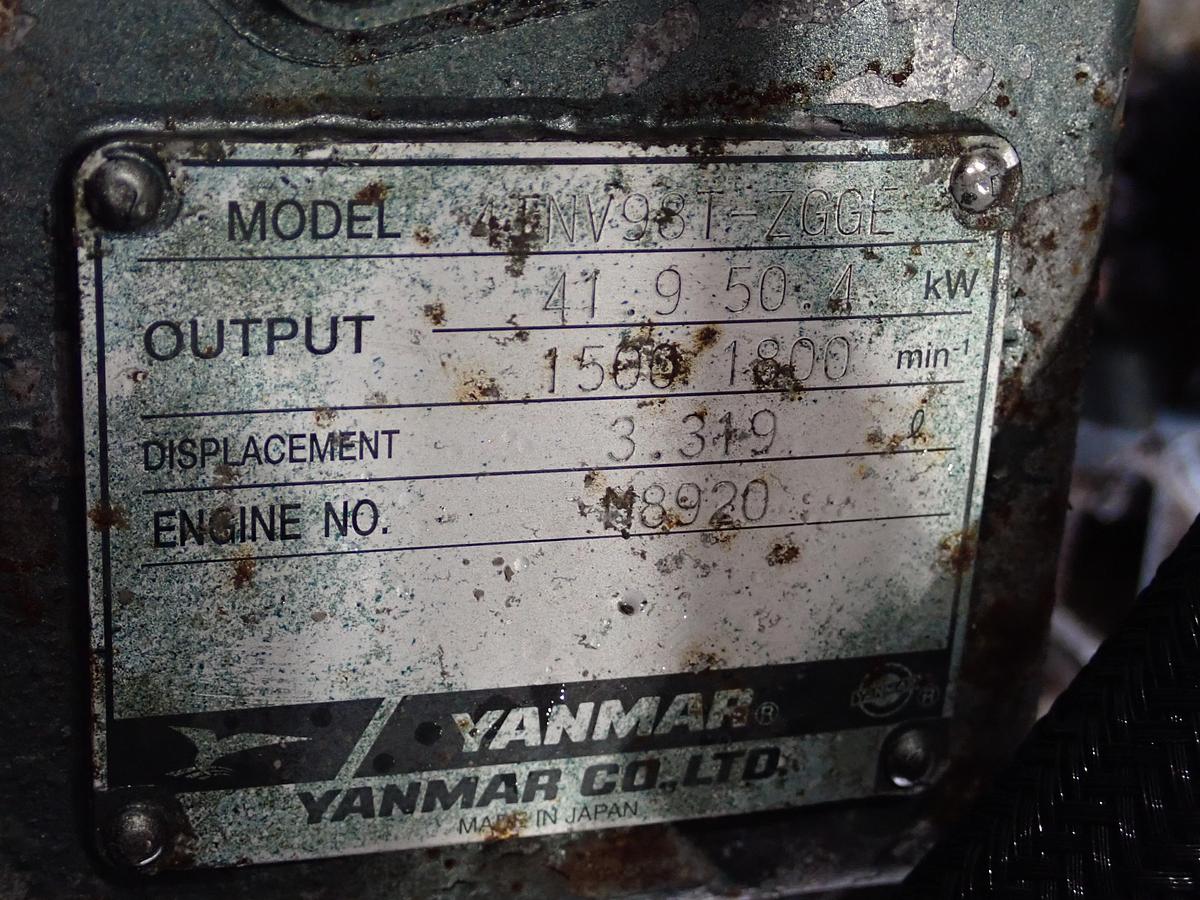 MODEL 4TNV98T-ZGGE
41.9 50.4 kW
OUTPUT
1500 1800 min-1
DISPLACEMENT 3.319 ℓ
ENGINE NO. N8920
YANMAR®
YANMAR CO.,LTD.
MADE IN JAPAN